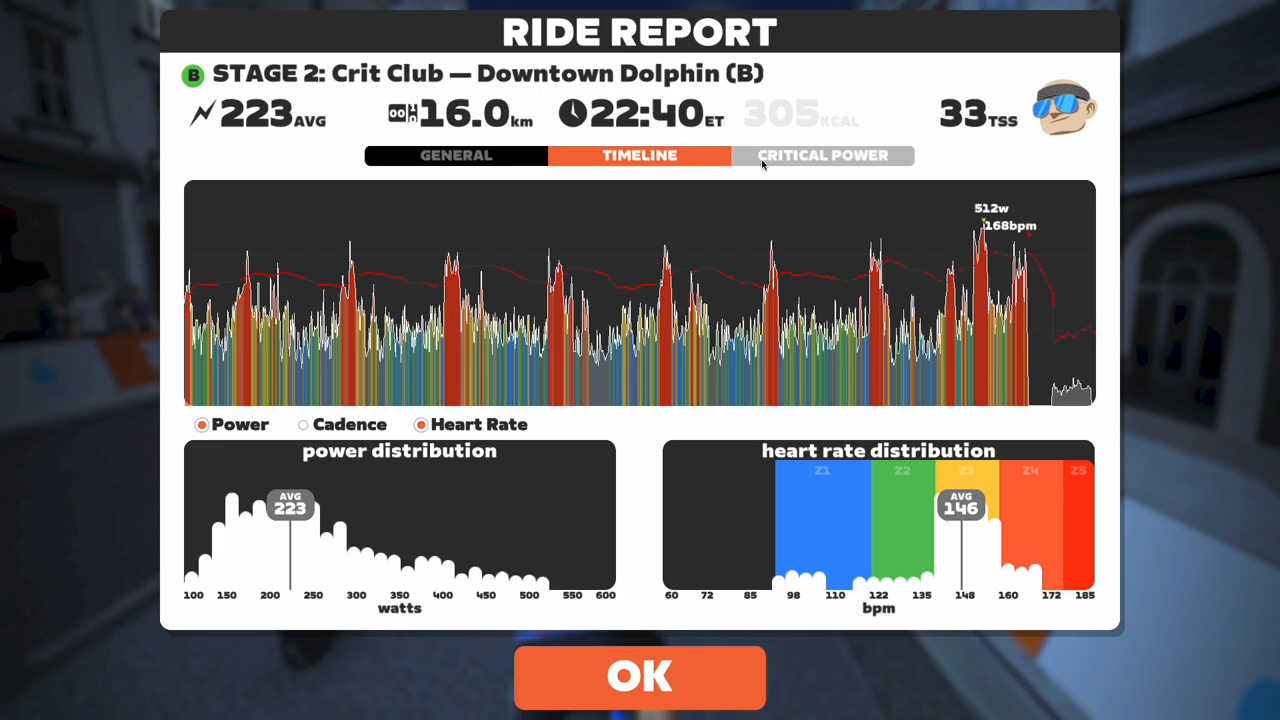 RIDE REPORT
B STAGE 2: Crit Club — Downtown Dolphin (B)
223AVG 16.0km 22:40ET 305KCAL 33TSS
GENERAL TIMELINE CRITICAL POWER
512w
168bpm
Power Cadence Heart Rate
power distribution
AVG
223
100 150 200 250 300 350 400 450 500 550 600
watts
heart rate distribution
Z1 Z2 Z3 Z4 Z5
AVG
146
60 72 85 98 110 122 135 148 160 172 185
bpm
OK